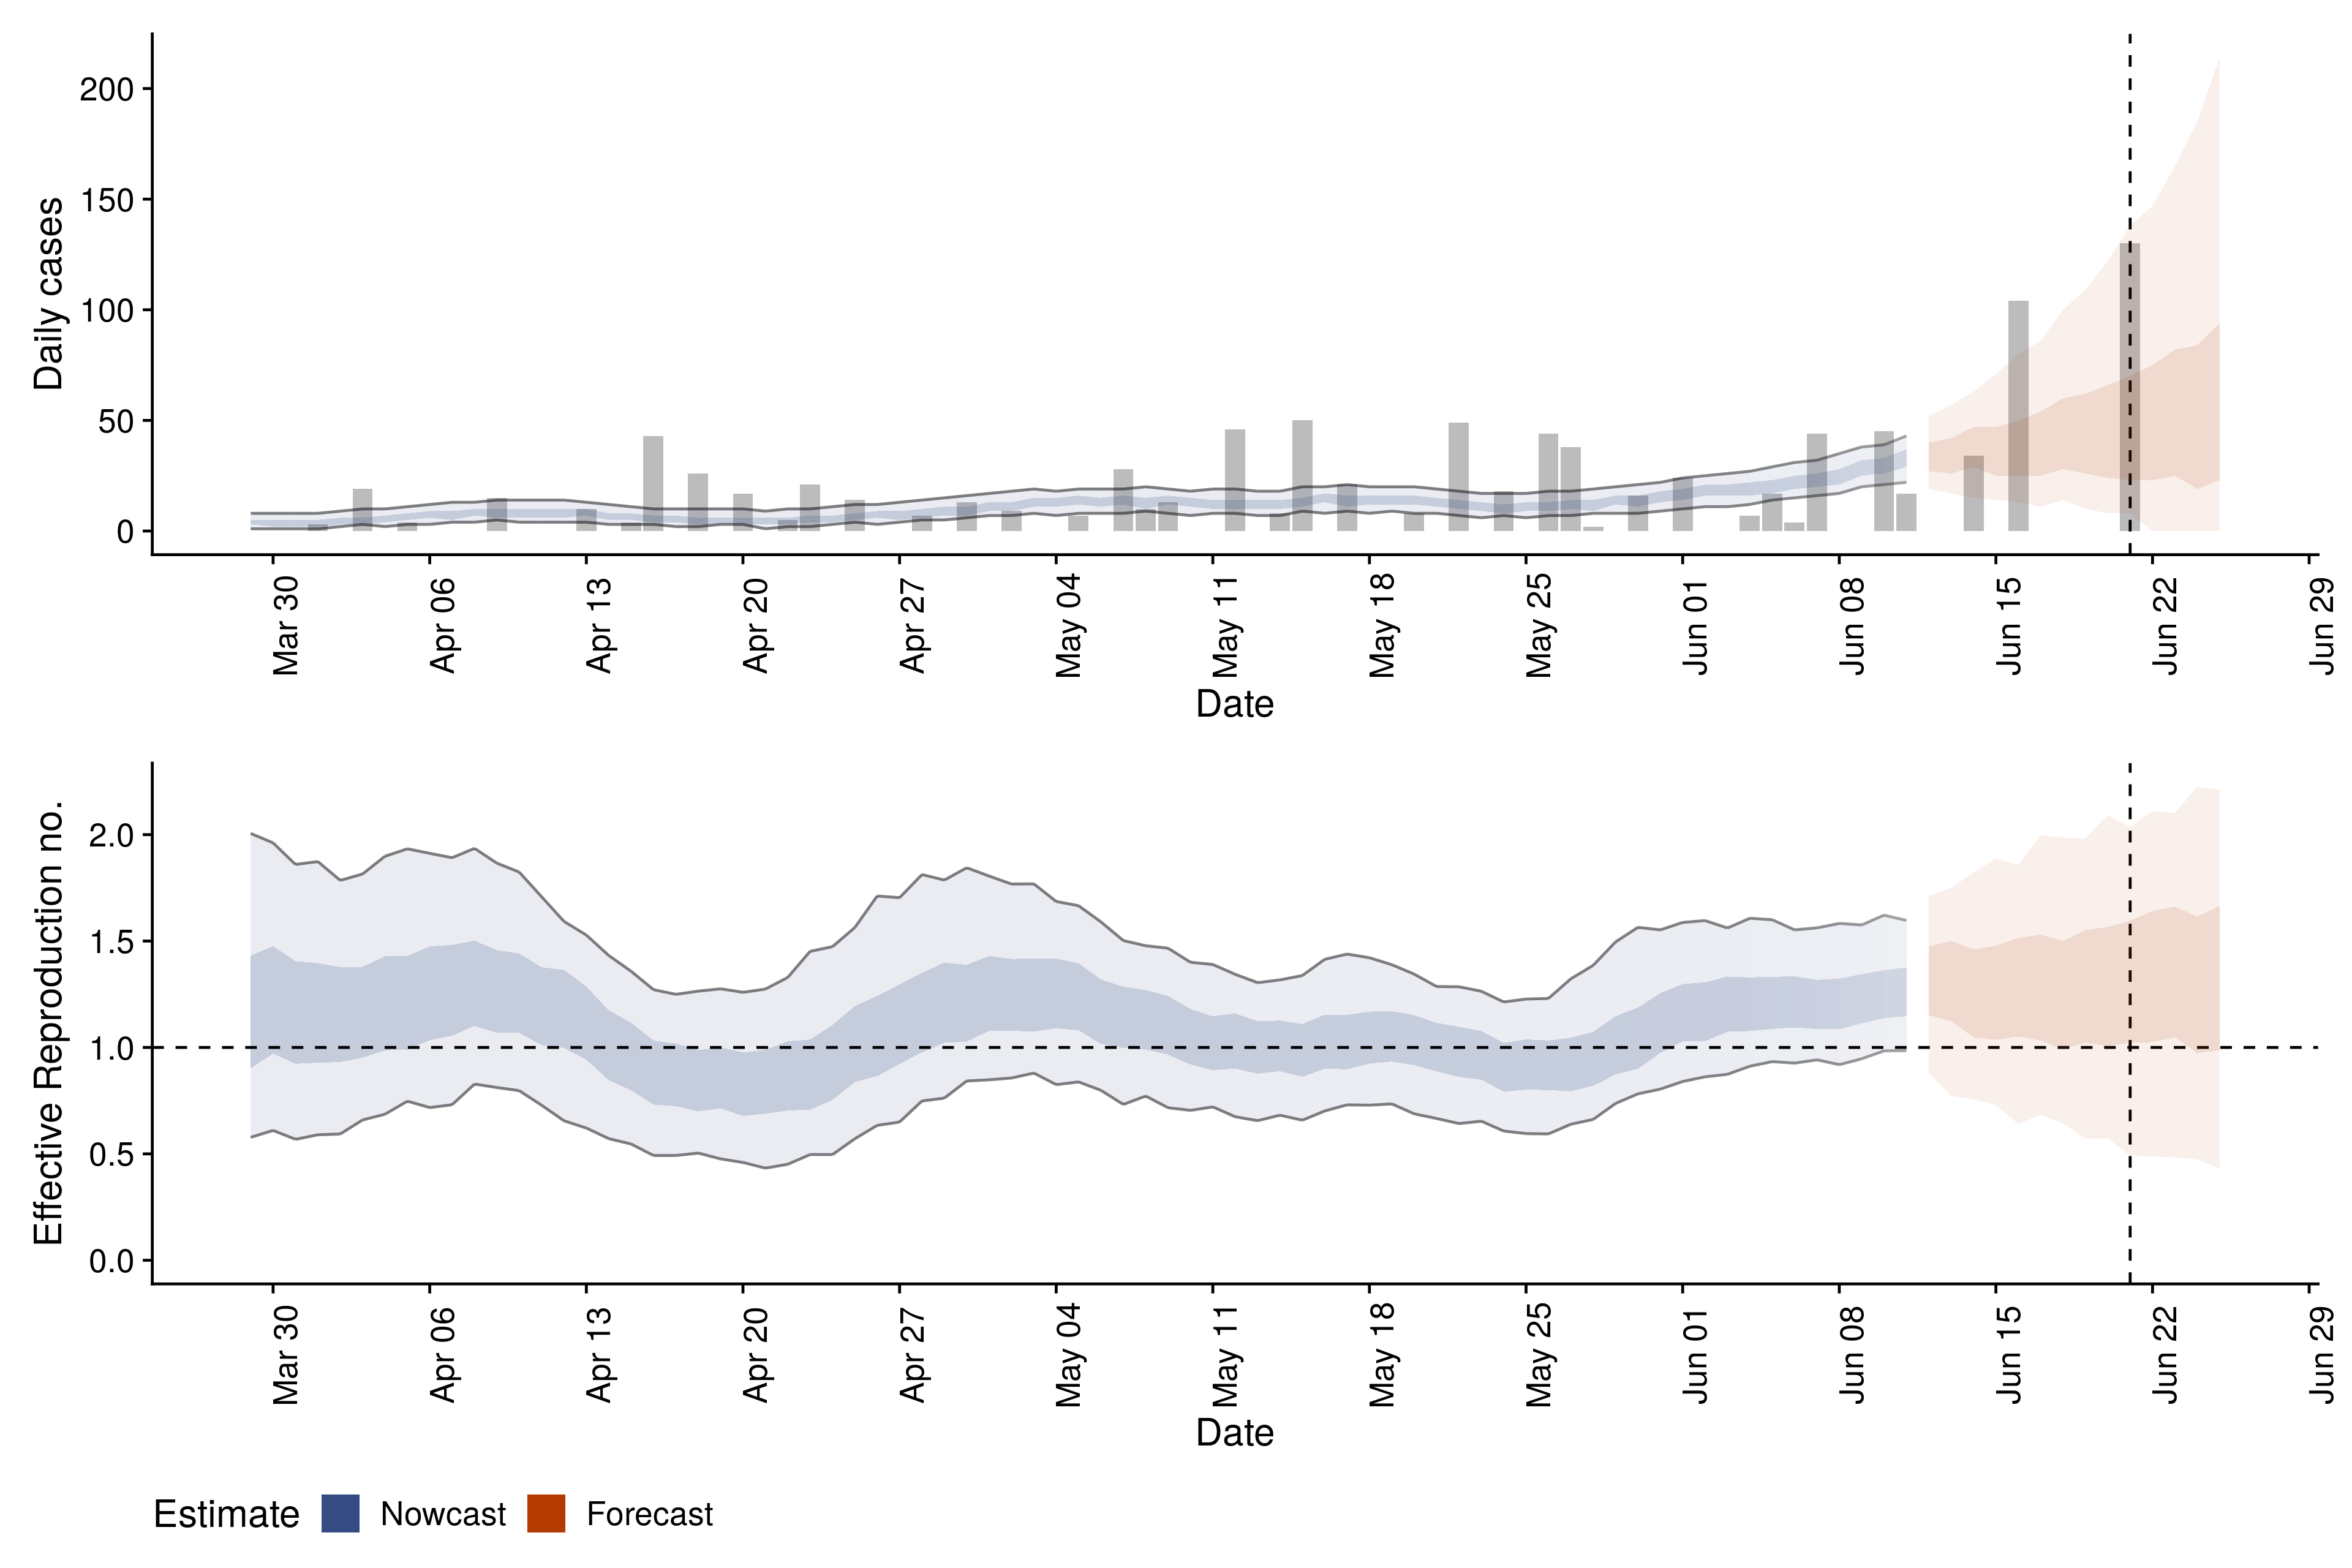 200
150
100
50
0
Daily cases
Mar 30
Apr 06
Apr 13
Apr 20
Apr 27
May 04
May 11
May 18
May 25
Jun 01
Jun 08
Jun 15
Jun 22
Jun 29
Date
2.0
1.5
1.0
0.5
0.0
Effective Reproduction no.
Mar 30
Apr 06
Apr 13
Apr 20
Apr 27
May 04
May 11
May 18
May 25
Jun 01
Jun 08
Jun 15
Jun 22
Jun 29
Date
Estimate Nowcast Forecast